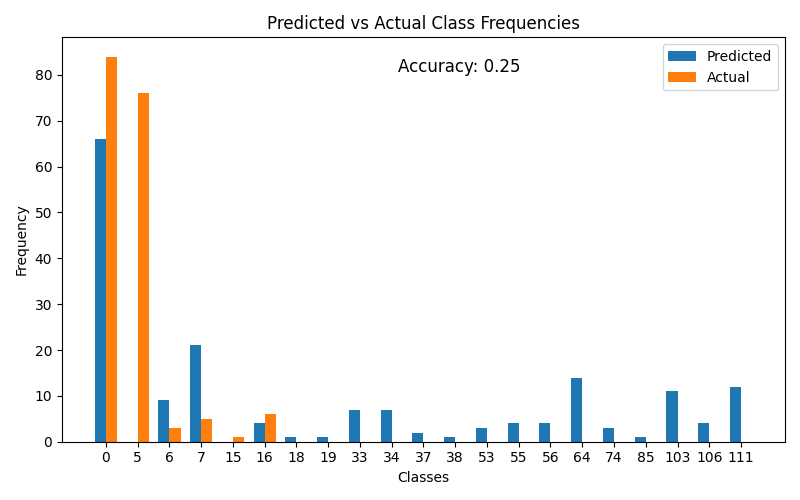 Predicted vs Actual Class Frequencies
Accuracy: 0.25
Predicted
Actual
Frequency
80
70
60
50
40
30
20
10
0
0 5 6 7 15 16 18 19 33 34 37 38 53 55 56 64 74 85 103 106 111
Classes